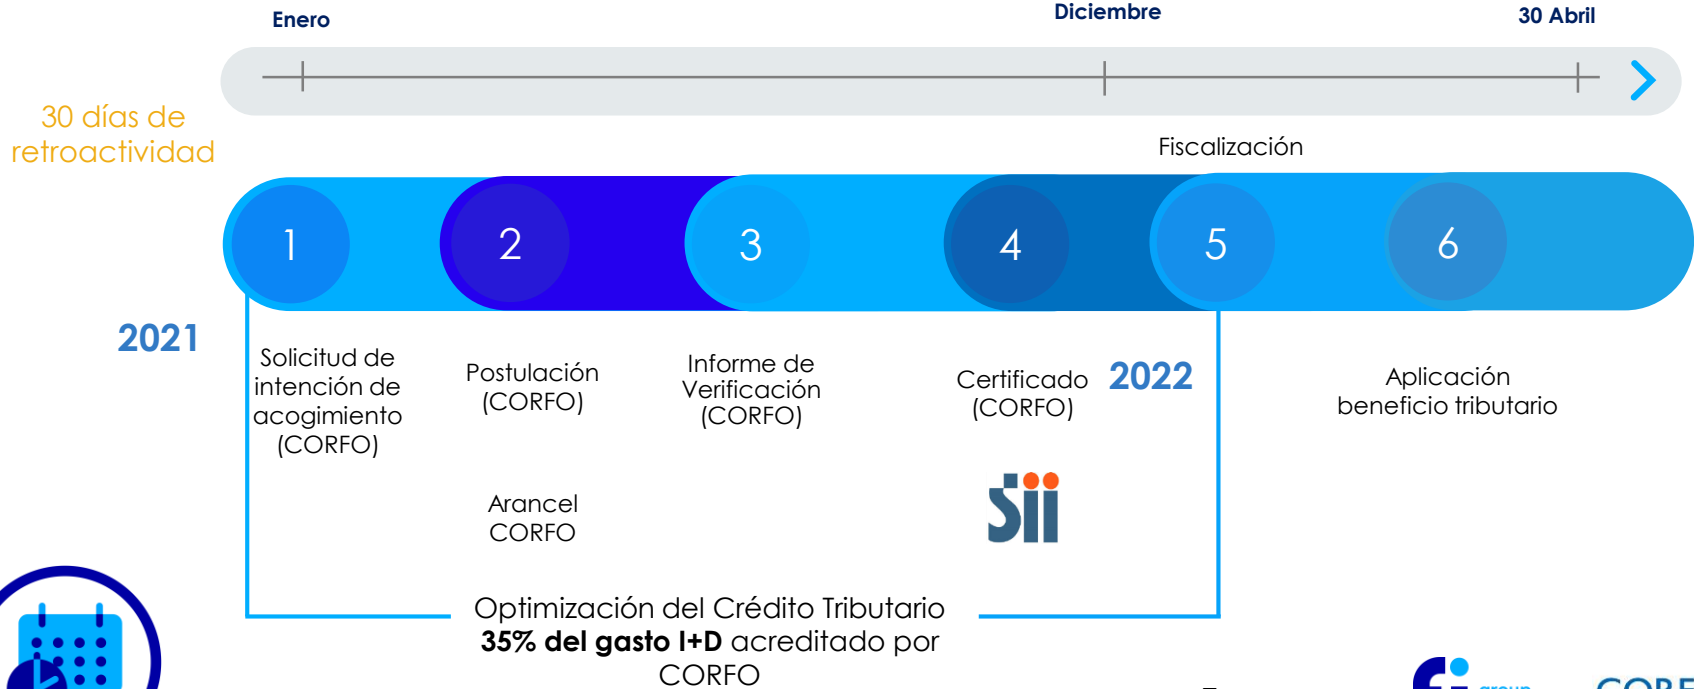 Enero
Diciembre
30 Abril
30 días de
retroactividad
Fiscalización
1
2
3
4
5
6
2021
Solicitud de
intención de
acogimiento
(CORFO)
Postulación
(CORFO)
Arancel
CORFO
Informe de
Verificación
(CORFO)
Certificado
(CORFO)
2022
Sii
Aplicación
beneficio tributario
Optimización del Crédito Tributario
35% del gasto I+D acreditado por
CORFO